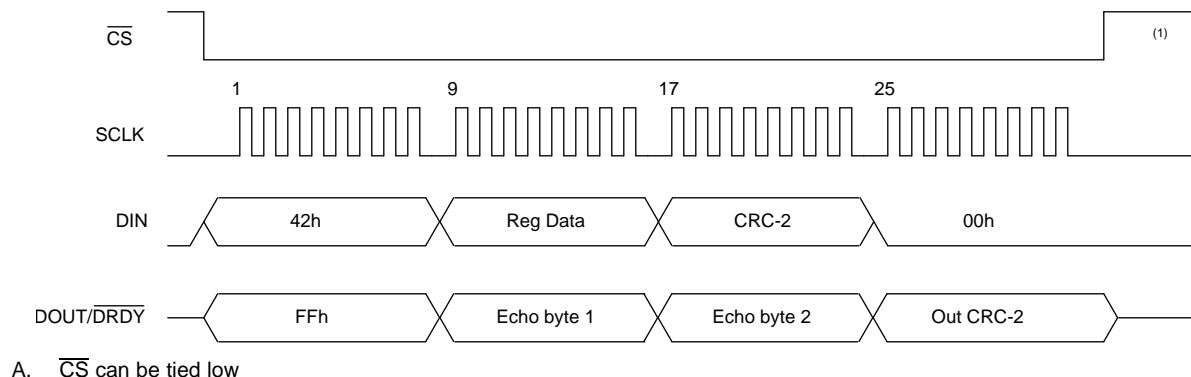 CS
(1)
1 9 17 25
SCLK
DIN 42h Reg Data CRC-2 00h
DOUT/DRDY FFh Echo byte 1 Echo byte 2 Out CRC-2
A. CS can be tied low